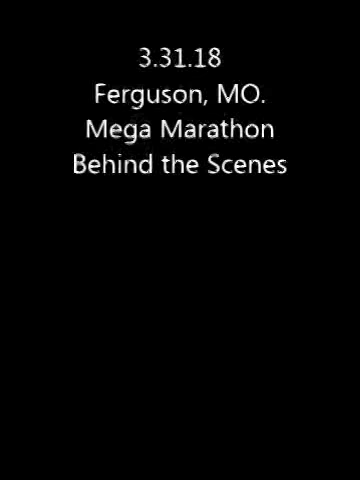 3.31.18
Ferguson, MO.
Mega Marathon
Behind the Scenes